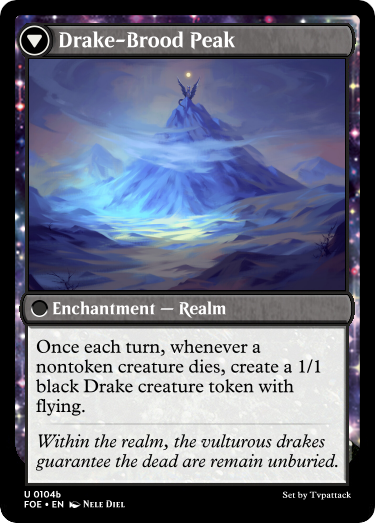 Drake-Brood Peak
Enchantment — Realm
Once each turn, whenever a
nontoken creature dies, create a 1/1
black Drake creature token with
flying.
Within the realm, the vulturous drakes
guarantee the dead are remain unburied.
U 0104b
Set by Tvpattack
FOE • EN Nele Diel